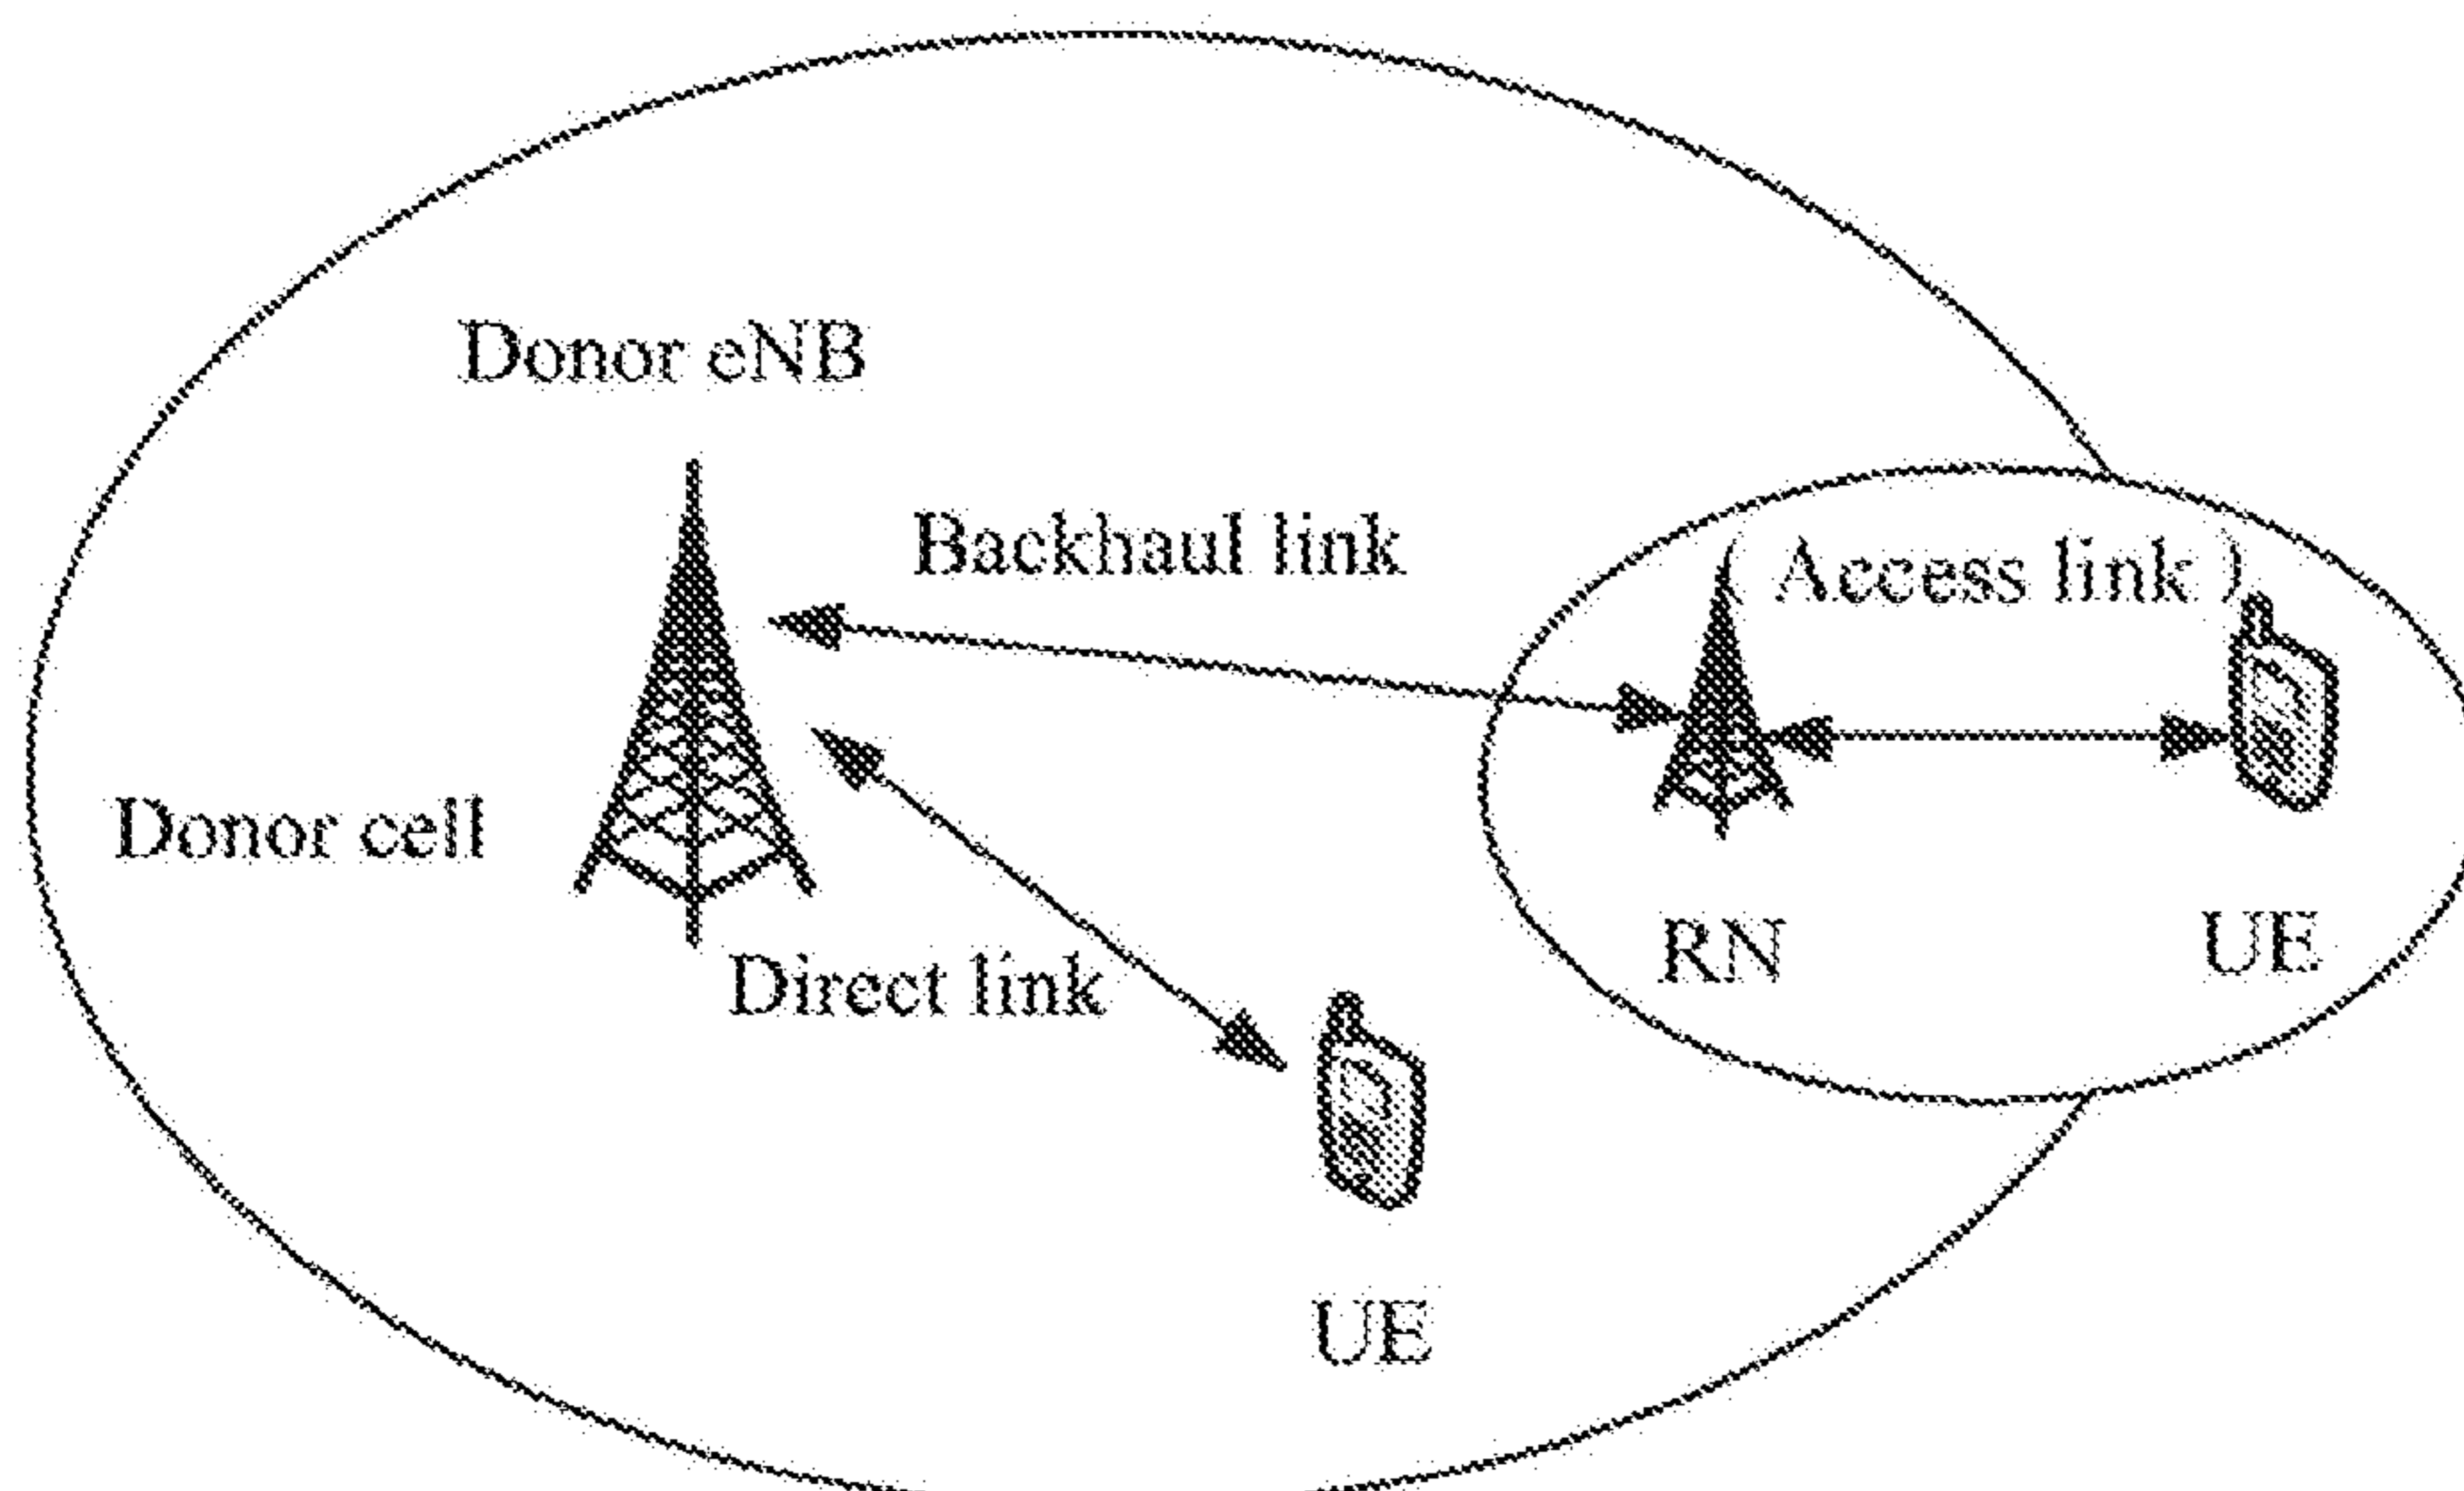 Donor eNB
Backhaul link
( Access link )
Donor cell
Direct link
RN
UE
UE